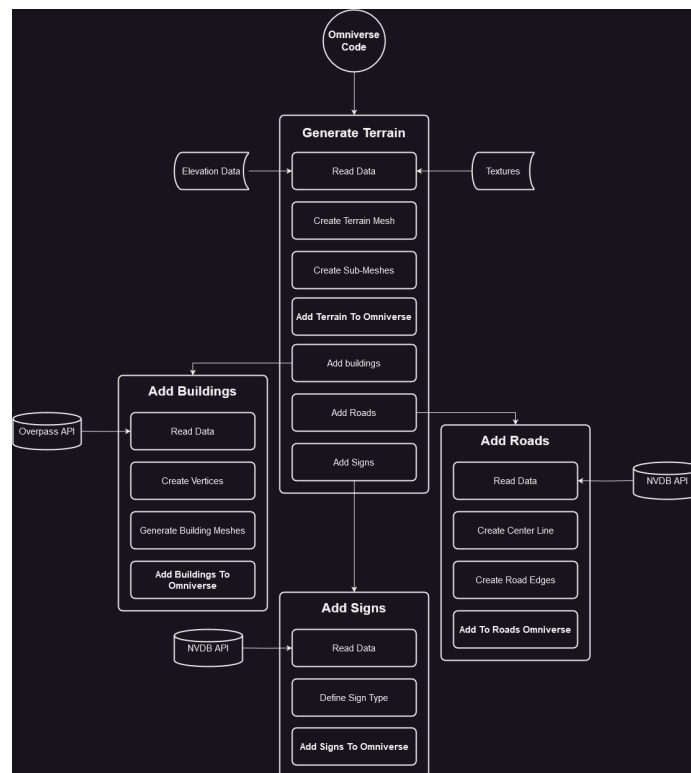 Omniverse
Code
Generate Terrain
Elevation Data
Read Data
Textures
Create Terrain Mesh
Create Sub-Meshes
Add Terrain To Omniverse
Add buildings
Add Roads
Add Signs
Add Buildings
Overpass API
Read Data
Create Vertices
Generate Building Meshes
Add Buildings To
Omniverse
Add Roads
Read Data
NVDB API
Create Center Line
Create Road Edges
Add To Roads Omniverse
Add Signs
NVDB API
Read Data
Define Sign Type
Add Signs To Omniverse